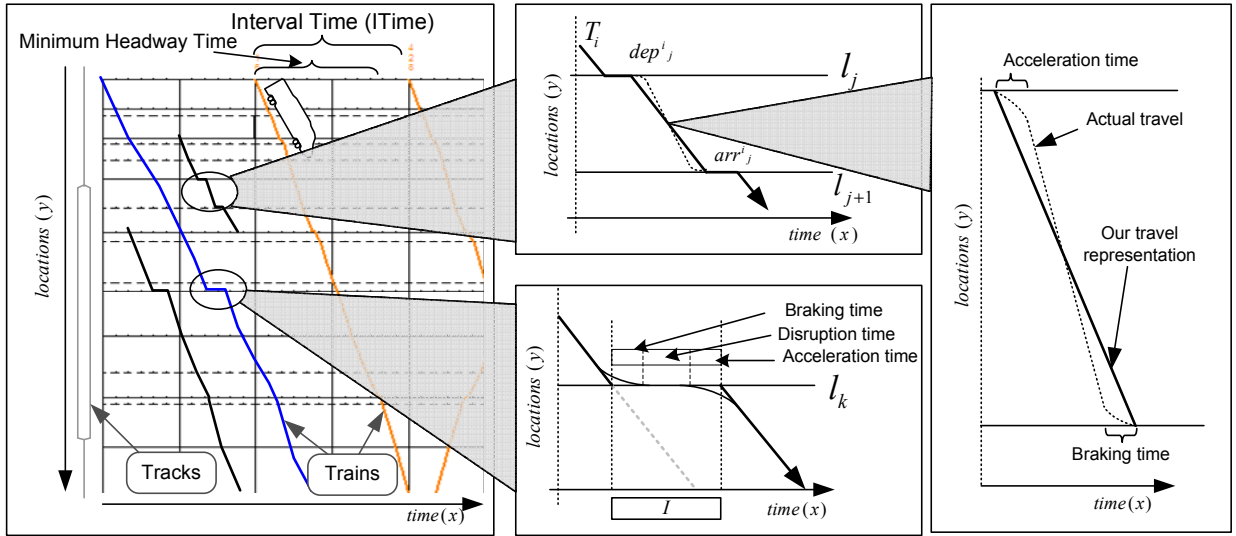 Interval Time (ITime)
Minimum Headway Time
locations (y)
Tracks
Trains
time(x)
T_i
dep^i_j
l_j
locations (y)
arr^i_j
l_{j+1}
time (x)
Braking time
Disruption time
Acceleration time
locations (y)
l_k
I
time(x)
Acceleration time
Actual travel
locations (y)
Our travel
representation
Braking time
time(x)